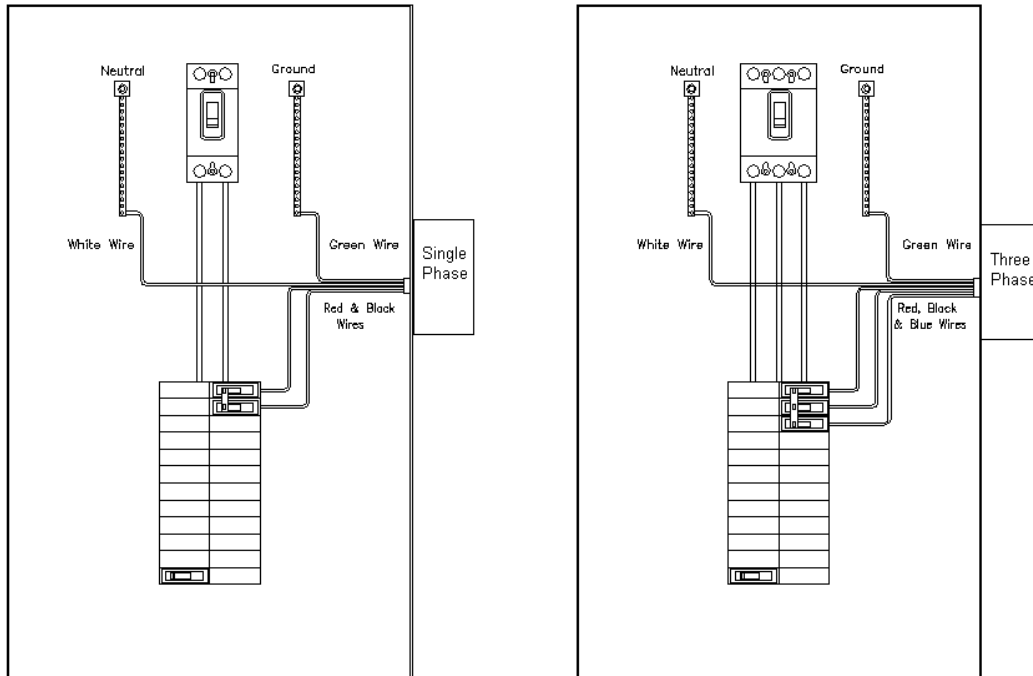 Neutral
Ground
White Wire
Green Wire
Single
Phase
Red & Black
Wires
Neutral
Ground
White Wire
Green Wire
Three
Phase
Red, Black
& Blue Wires